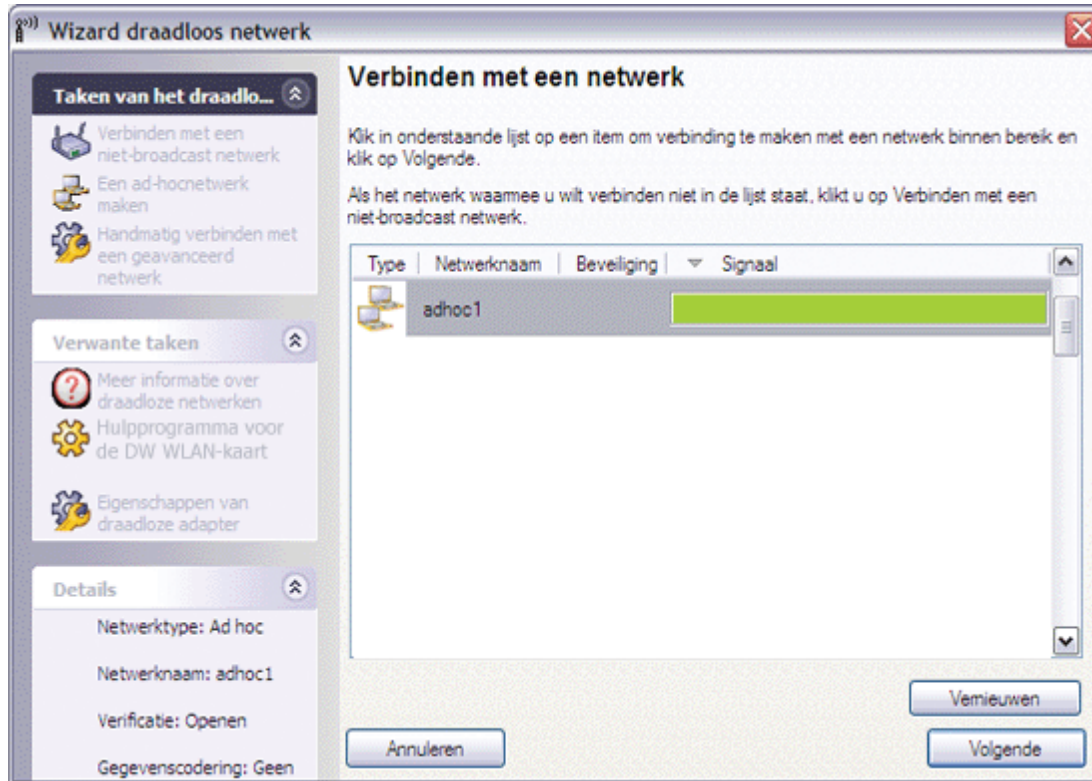 Wizard draadloos netwerk
Taken van het draadlo...
Verbinden met een
niet-broadcast netwerk
Een ad-hocnetwerk
maken
Handmatig verbinden met
een geavanceerd
netwerk
Verwante taken
Meer informatie over
draadloze netwerken
Hulpprogramma voor
de DW WLAN-kaart
Eigenschappen van
draadloze adapter
Details
Netwerktype: Ad hoc
Netwerknaam: adhoc1
Verificatie: Openen
Gegevenscodering: Geen
Verbinden met een netwerk
Klik in onderstaande lijst op een item om verbinding te maken met een netwerk binnen bereik en
klik op Volgende.
Als het netwerk waarmee u wilt verbinden niet in de lijst staat, klikt u op Verbinden met een
niet-broadcast netwerk.
Type Netwerknaam Beveiliging Signaal
adhoc1
Vernieuwen
Annuleren Volgende